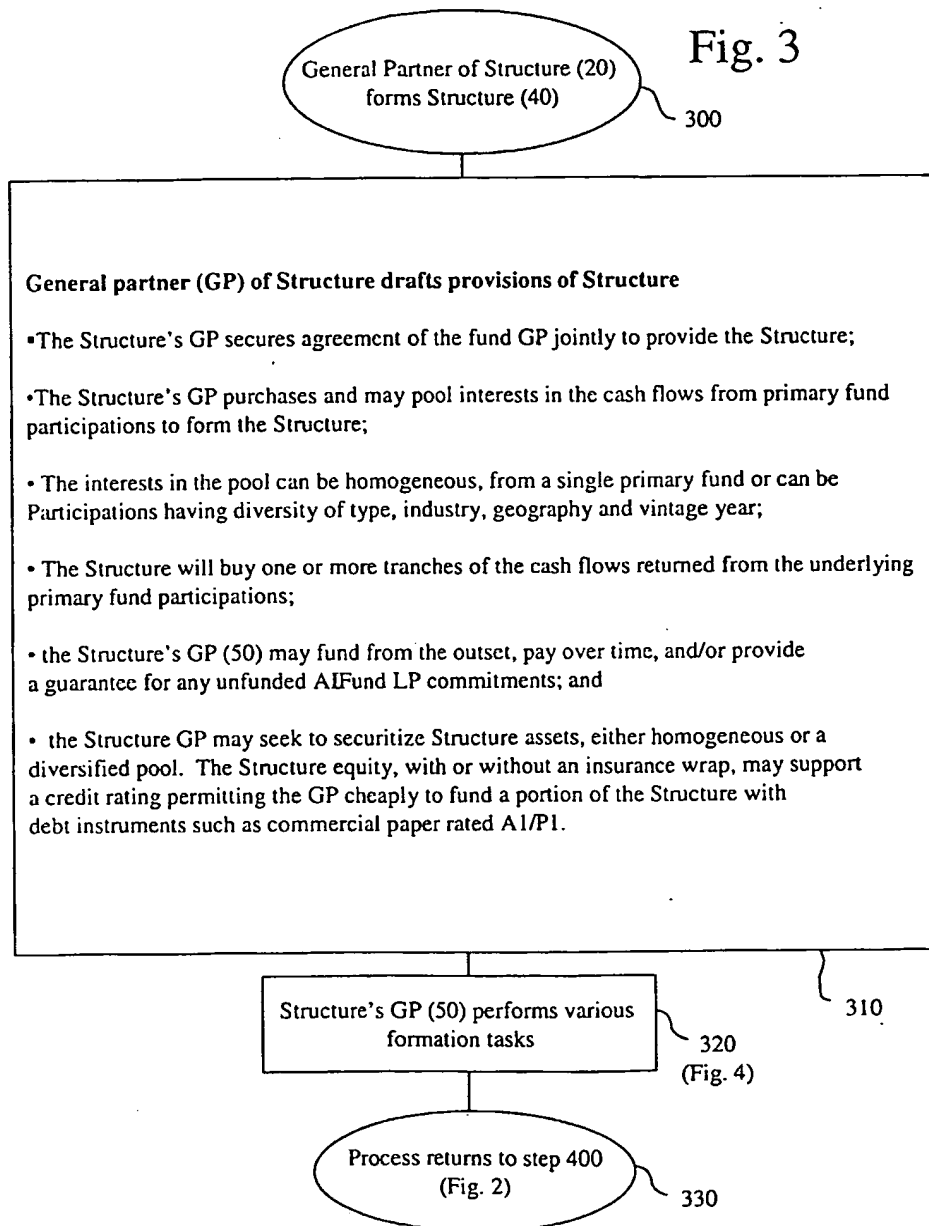 Fig. 3
General Partner of Structure (20)
forms Structure (40)
300
General partner (GP) of Structure drafts provisions of Structure
▪The Structure's GP secures agreement of the fund GP jointly to provide the Structure;
•The Structure's GP purchases and may pool interests in the cash flows from primary fund
participations to form the Structure;
• The interests in the pool can be homogeneous, from a single primary fund or can be
Participations having diversity of type, industry, geography and vintage year;
• The Structure will buy one or more tranches of the cash flows returned from the underlying
primary fund participations;
• the Structure's GP (50) may fund from the outset, pay over time, and/or provide
a guarantee for any unfunded AIFund LP commitments; and
• the Structure GP may seek to securitize Structure assets, either homogeneous or a
diversified pool. The Structure equity, with or without an insurance wrap, may support
a credit rating permitting the GP cheaply to fund a portion of the Structure with
debt instruments such as commercial paper rated A1/P1.
310
Structure's GP (50) performs various
formation tasks
320
(Fig. 4)
Process returns to step 400
(Fig. 2)
330